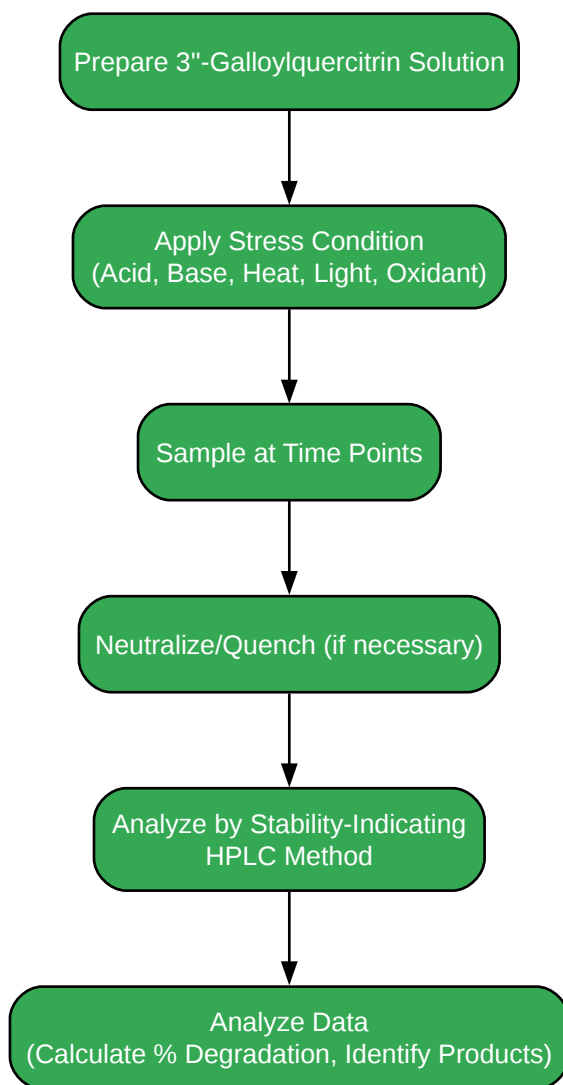 Prepare 3"-Galloylquercitrin Solution
Apply Stress Condition
(Acid, Base, Heat, Light, Oxidant)
Sample at Time Points
Neutralize/Quench (if necessary)
Analyze by Stability-Indicating
HPLC Method
Analyze Data
(Calculate % Degradation, Identify Products)